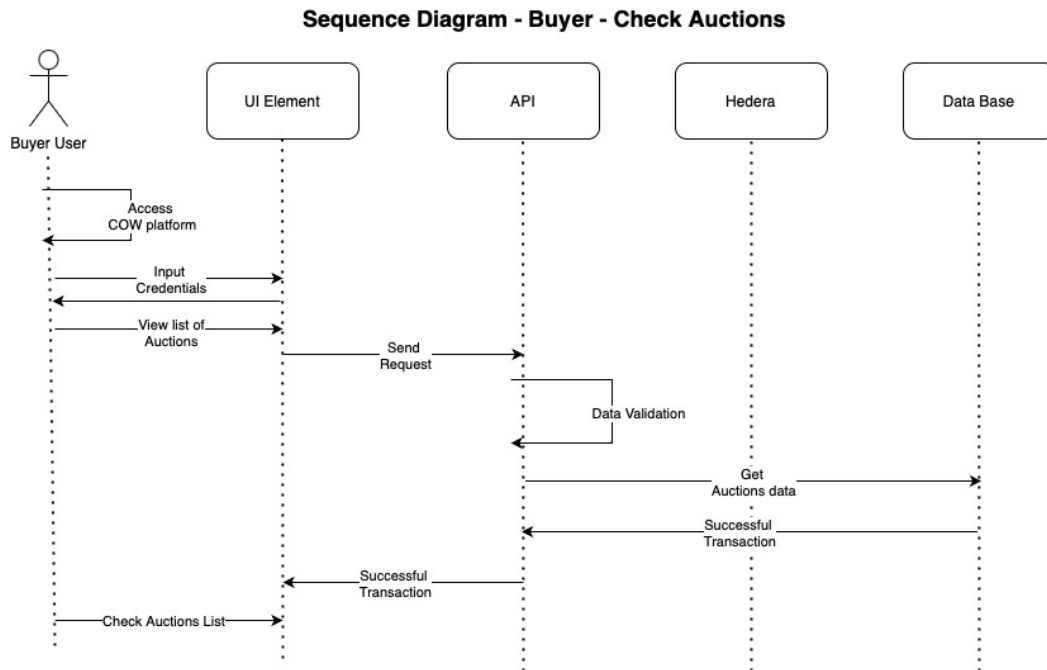 Sequence Diagram - Buyer - Check Auctions
UI Element
API
Hedera
Data Base
Buyer User
Access
COW platform
Input
Credentials
View list of
Auctions
Send
Request
Data Validation
Get
Auctions data
Successful
Transaction
Successful
Transaction
Check Auctions List